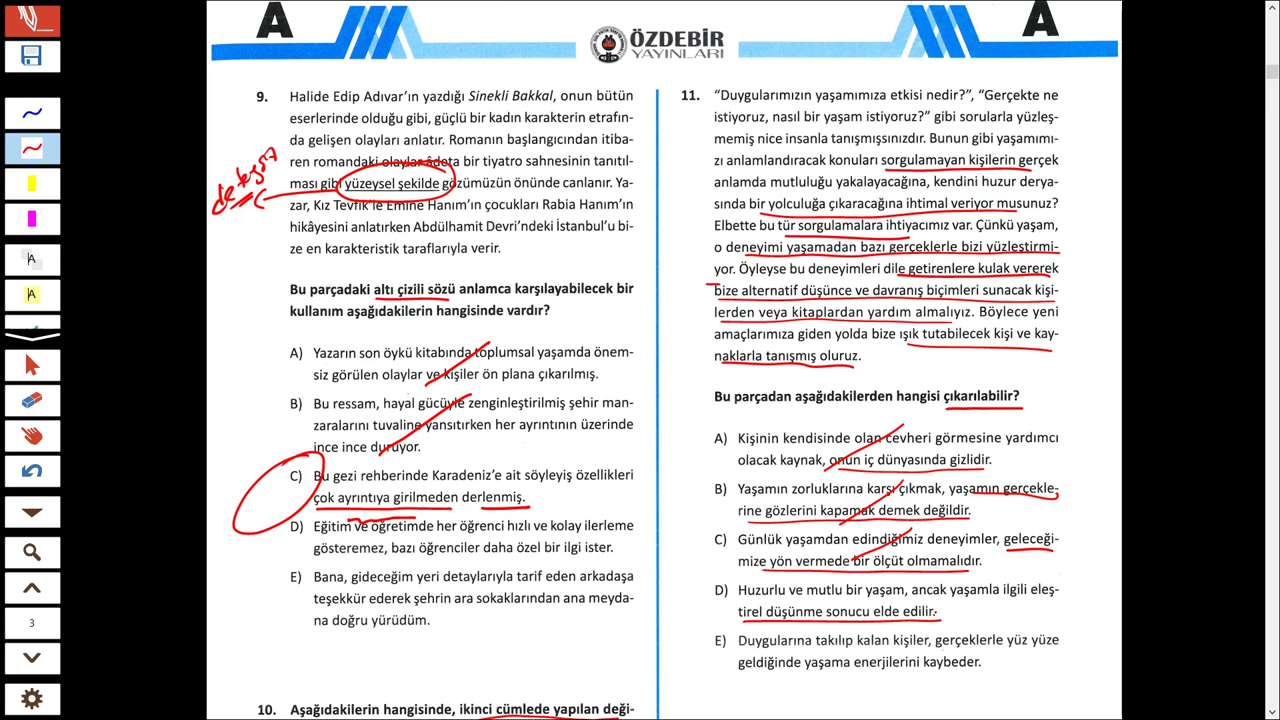 A
ÖZDEBİR
YAYINLARI
A
9. Halide Edip Adıvar’ın yazdığı Sinekli Bakkal, onun bütün
eserlerinde olduğu gibi, güçlü bir kadın karakterin etrafın-
da gelişen olayları anlatır. Romanın başlangıcından itiba-
ren romandaki olaylar âdeta bir tiyatro sahnesinin tanıtıl-
ması gibi yüzeysel şekilde gözümüzün önünde canlanır. Ya-
zar, Kız Tevfik’le Emine Hanım’ın çocukları Rabia Hanım’ın
hikâyesini anlatırken Abdülhamit Devri’ndeki İstanbul’u bi-
ze en karakteristik taraflarıyla verir.
Bu parçadaki altı çizili sözü anlamca karşılayabilecek bir
kullanım aşağıdakilerin hangisinde vardır?
A) Yazarın son öykü kitabında toplumsal yaşamda önem-
siz görülen olaylar ve kişiler ön plana çıkarılmış.
B) Bu ressam, hayal gücüyle zenginleştirilmiş şehir man-
zaralarını tuvaline yansıtırken her ayrıntının üzerinde
ince ince duruyor.
C) Bu gezi rehberinde Karadeniz’e ait söyleyiş özellikleri
çok ayrıntıya girilmeden derlenmiş.
D) Eğitim ve öğretimde her öğrenci hızlı ve kolay ilerleme
gösteremez, bazı öğrenciler daha özel bir ilgi ister.
E) Bana, gideceğim yeri detaylarıyla tarif eden arkadaşa
teşekkür ederek şehrin ara sokaklarından ana meyda-
na doğru yürüdüm.
10. Aşağıdakilerin hangisinde, ikinci cümlede yapılan deği-
11. “Duygularımızın yaşamımıza etkisi nedir?”, “Gerçekte ne
istiyoruz, nasıl bir yaşam istiyoruz?” gibi sorularla yüzleş-
memiş nice insanla tanışmışsınızdır. Bunun gibi yaşamımı-
zı anlamlandıracak konuları sorgulamayan kişilerin gerçek
anlamda mutluluğu yakalayacağına, kendini huzur derya-
sında bir yolculuğa çıkaracağına ihtimal veriyor musunuz?
Elbette bu tür sorgulamalara ihtiyacımız var. Çünkü yaşam,
o deneyimi yaşamadan bazı gerçeklerle bizi yüzleştirmi-
yor. Öyleyse bu deneyimleri dile getirenlere kulak vererek
bize alternatif düşünce ve davranış biçimleri sunacak kişi-
lerden veya kitaplardan yardım almalıyız. Böylece yeni
amaçlarımıza giden yolda bize ışık tutabilecek kişi ve kay-
naklarla tanışmış oluruz.
Bu parçadan aşağıdakilerden hangisi çıkarılabilir?
A) Kişinin kendisinde olan cevheri görmesine yardımcı
olacak kaynak, onun iç dünyasında gizlidir.
B) Yaşamın zorluklarına karşı çıkmak, yaşamın gerçekle-
rine gözlerini kapamak demek değildir.
C) Günlük yaşamdan edindiğimiz deneyimler, geleceği-
mize yön vermede bir ölçüt olmamalıdır.
D) Huzurlu ve mutlu bir yaşam, ancak yaşamla ilgili eleş-
tirel düşünme sonucu elde edilir.
E) Duygularına takılıp kalan kişiler, gerçeklerle yüz yüze
geldiğinde yaşama enerjilerini kaybeder.
3